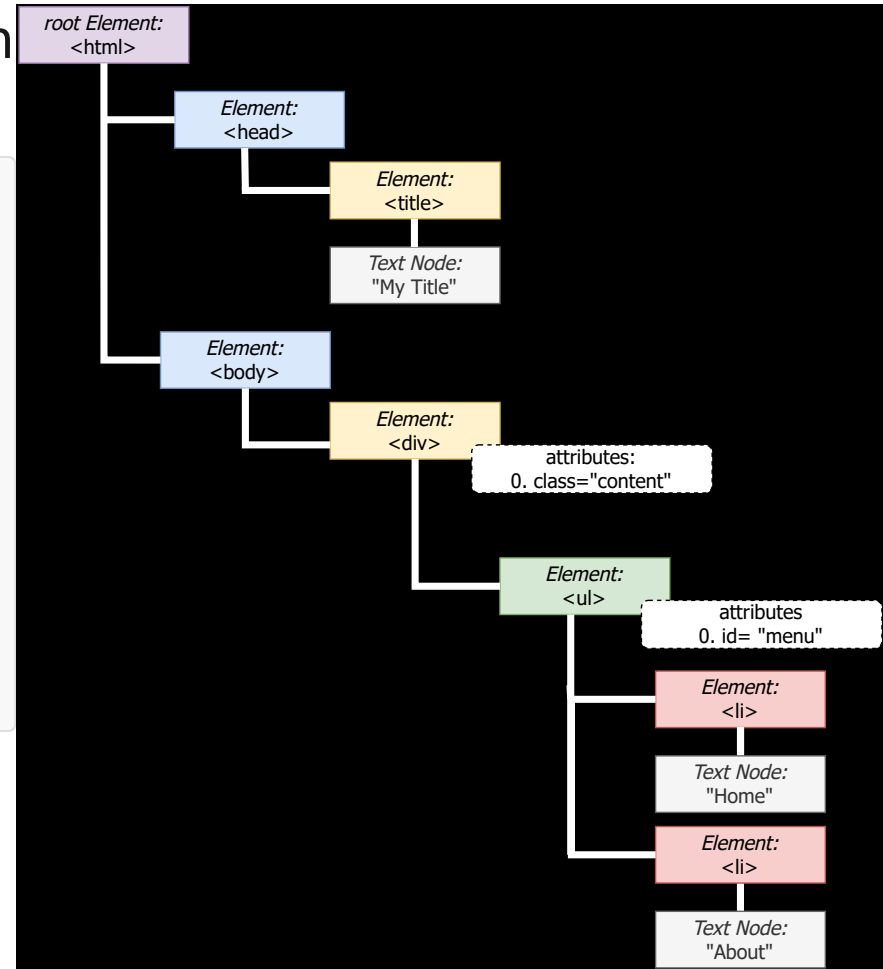 n
root Element:
<html>
Element:
<head>
Element:
<title>
Text Node:
"My Title"
Element:
<body>
Element:
<div>
attributes:
0. class="content"
Element:
<ul>
attributes
0. id= "menu"
Element:
<li>
Text Node:
"Home"
Element:
<li>
Text Node:
"About"